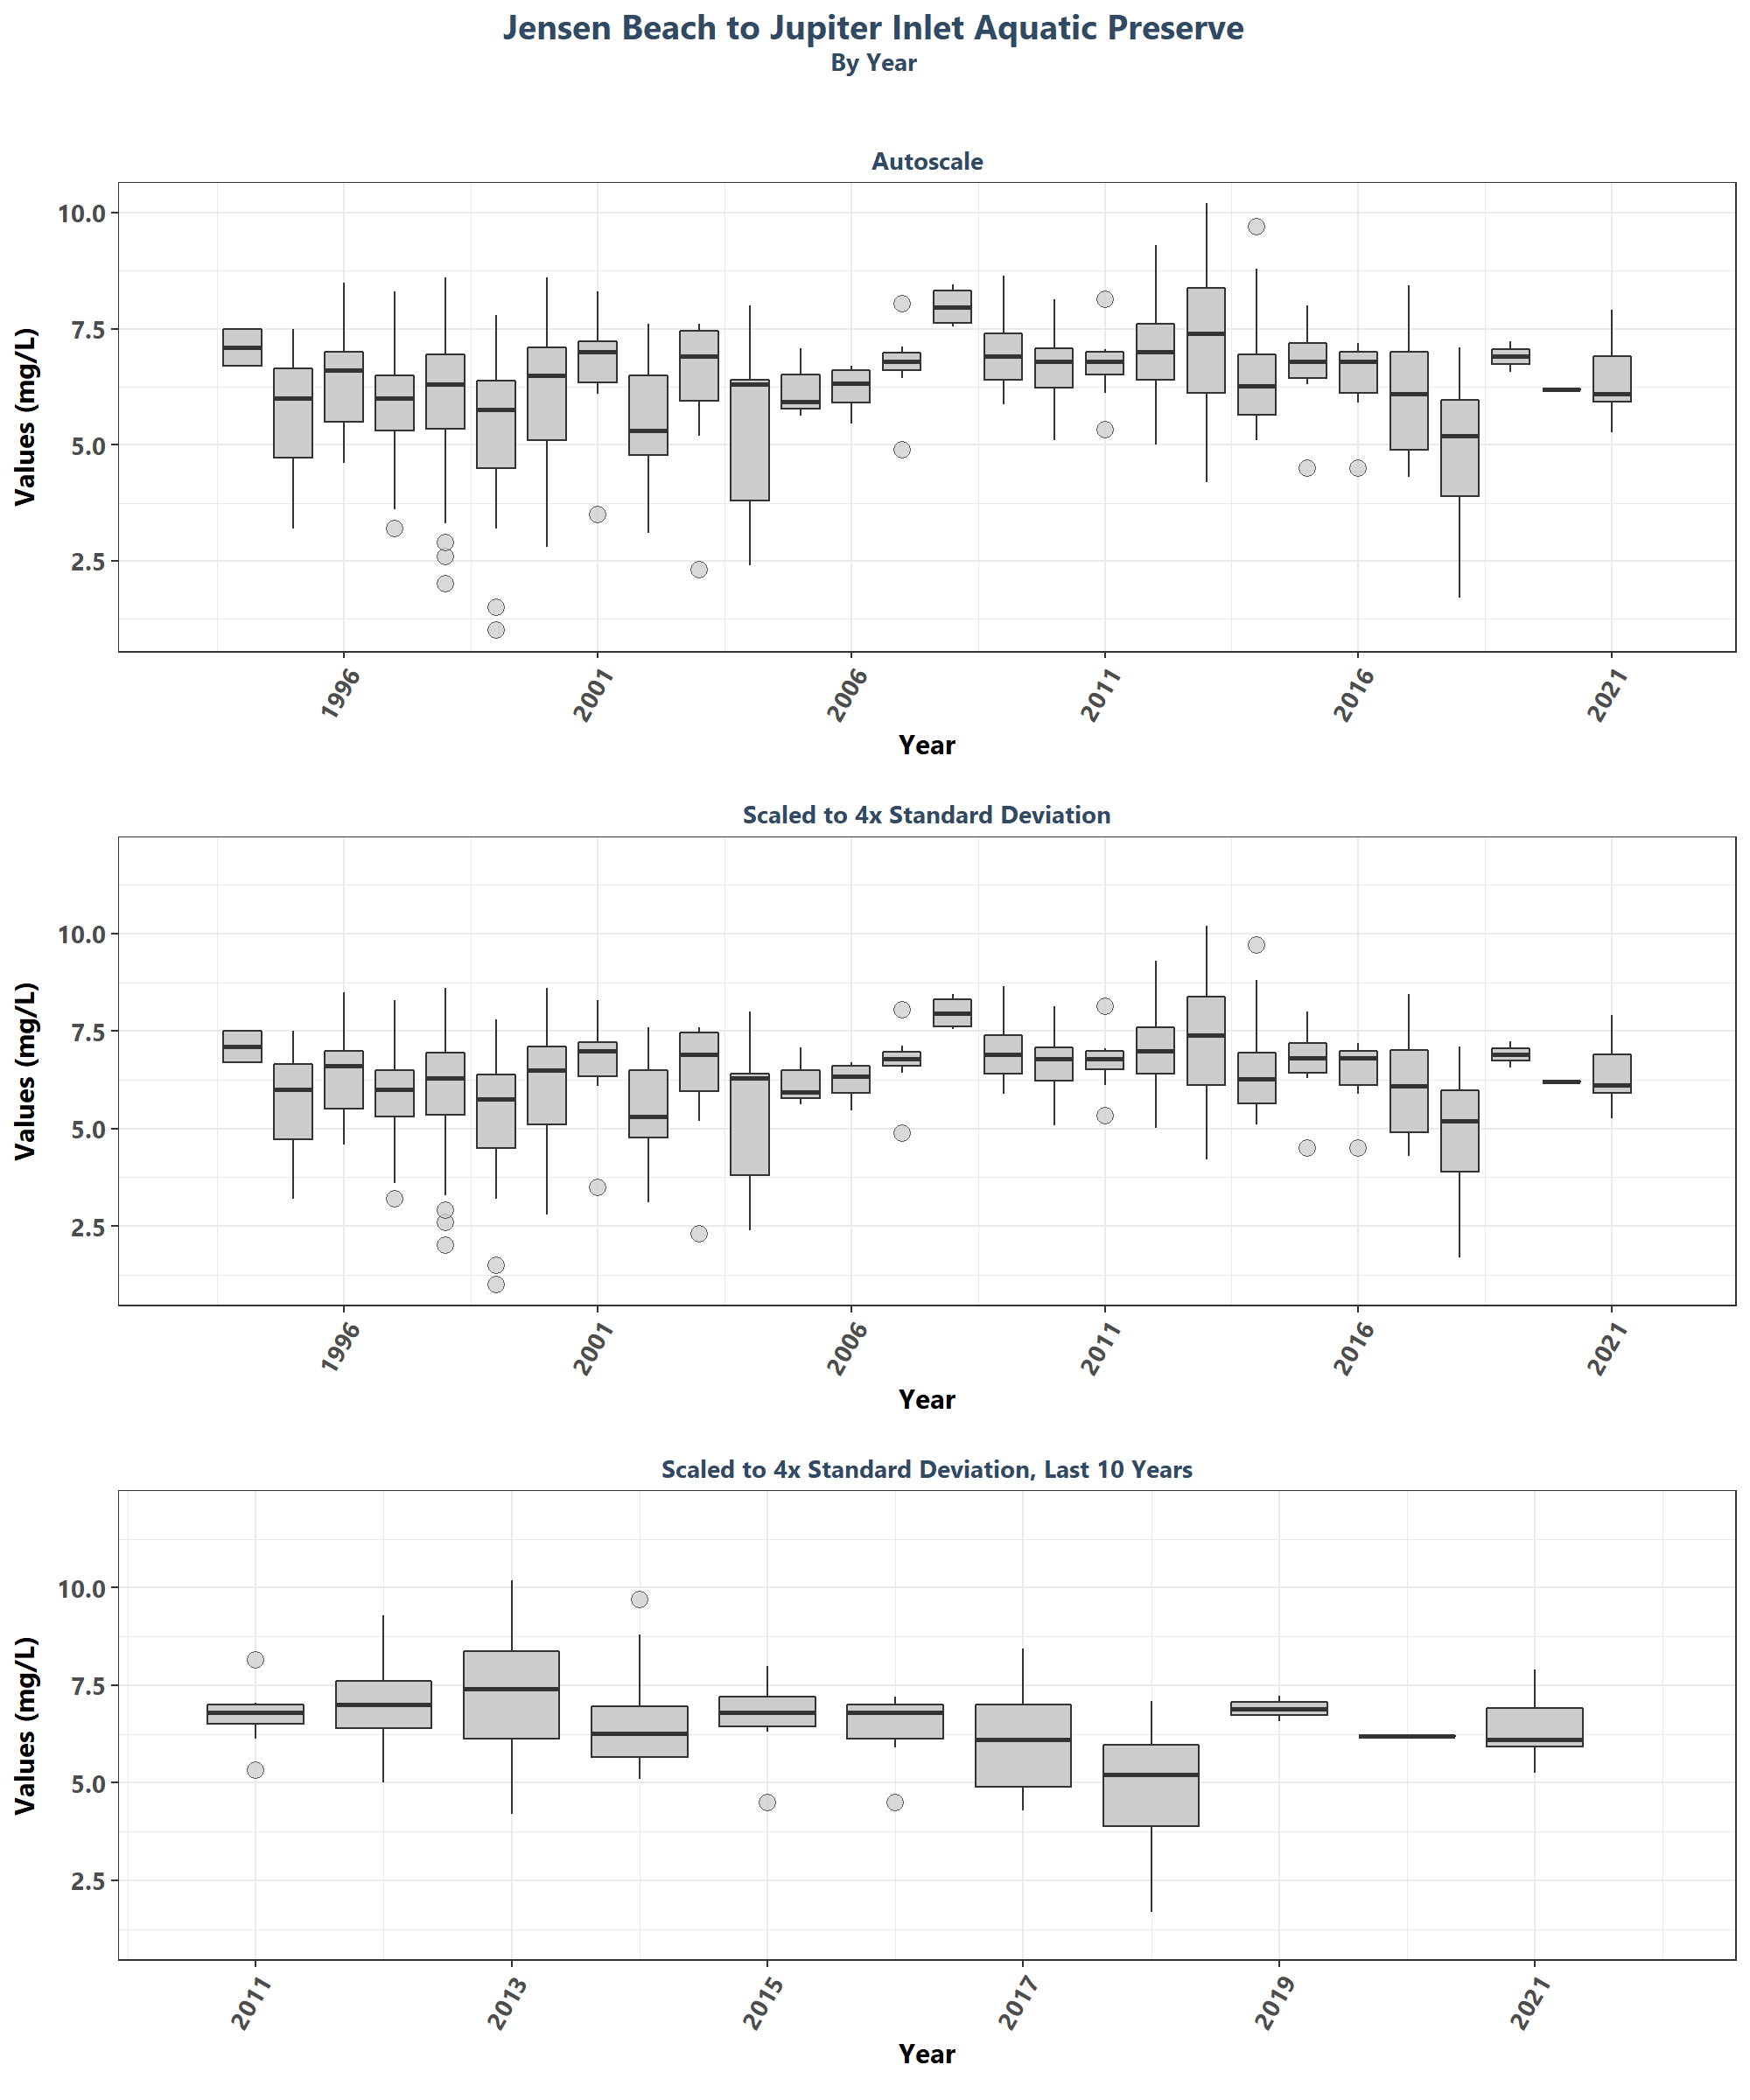 Jensen Beach to Jupiter Inlet Aquatic Preserve
By Year
Autoscale
Values (mg/L)
10.0
7.5
5.0
2.5
1996
2001
2006
2011
2016
2021
Year
Scaled to 4x Standard Deviation
Values (mg/L)
10.0
7.5
5.0
2.5
1996
2001
2006
2011
2016
2021
Year
Scaled to 4x Standard Deviation, Last 10 Years
Values (mg/L)
10.0
7.5
5.0
2.5
2011
2013
2015
2017
2019
2021
Year